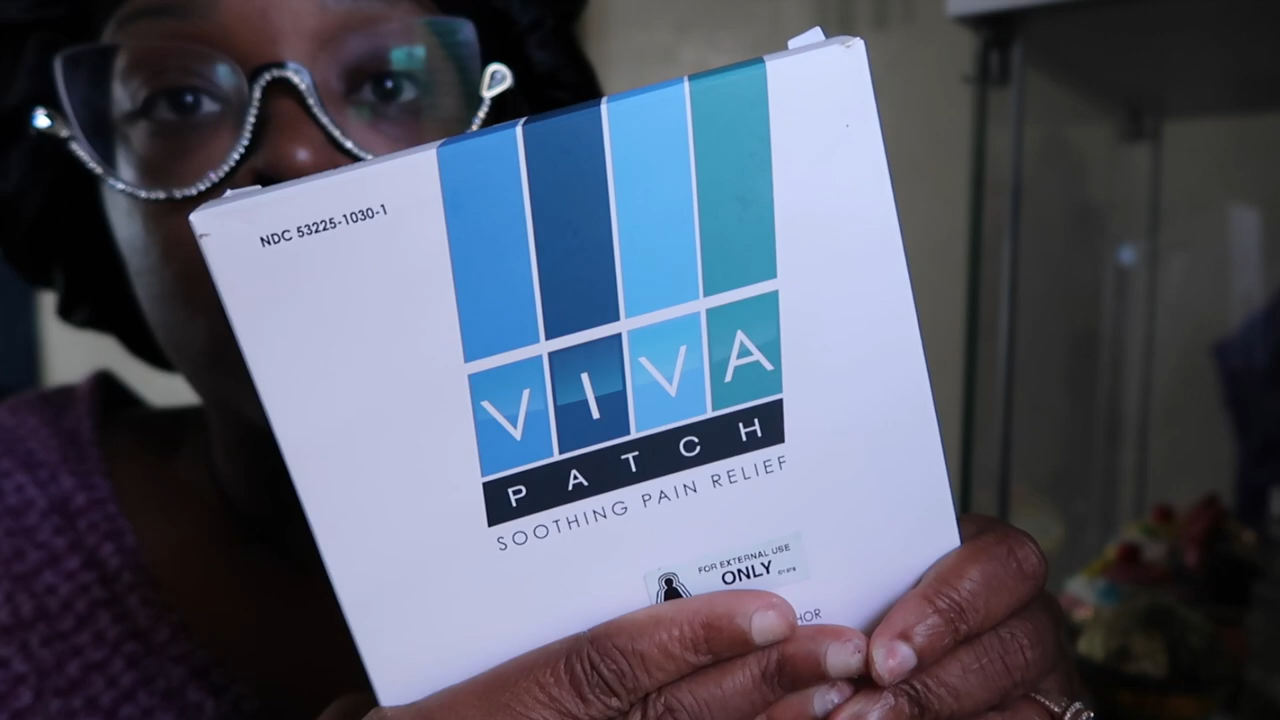 NDC 53225-1030-1
VIVA
PATCH
SOOTHING PAIN RELIEF
FOR EXTERNAL USE
ONLY